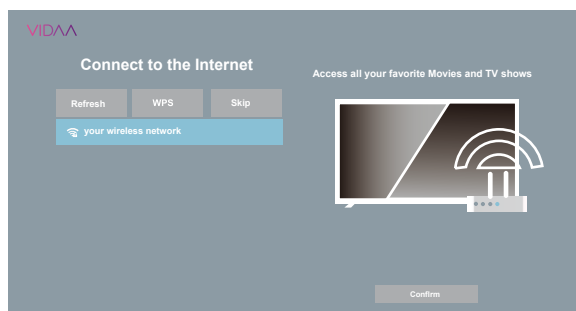 VIDAA
Connect to the Internet
Refresh
WPS
Skip
your wireless network
Access all your favorite Movies and TV shows
Confirm